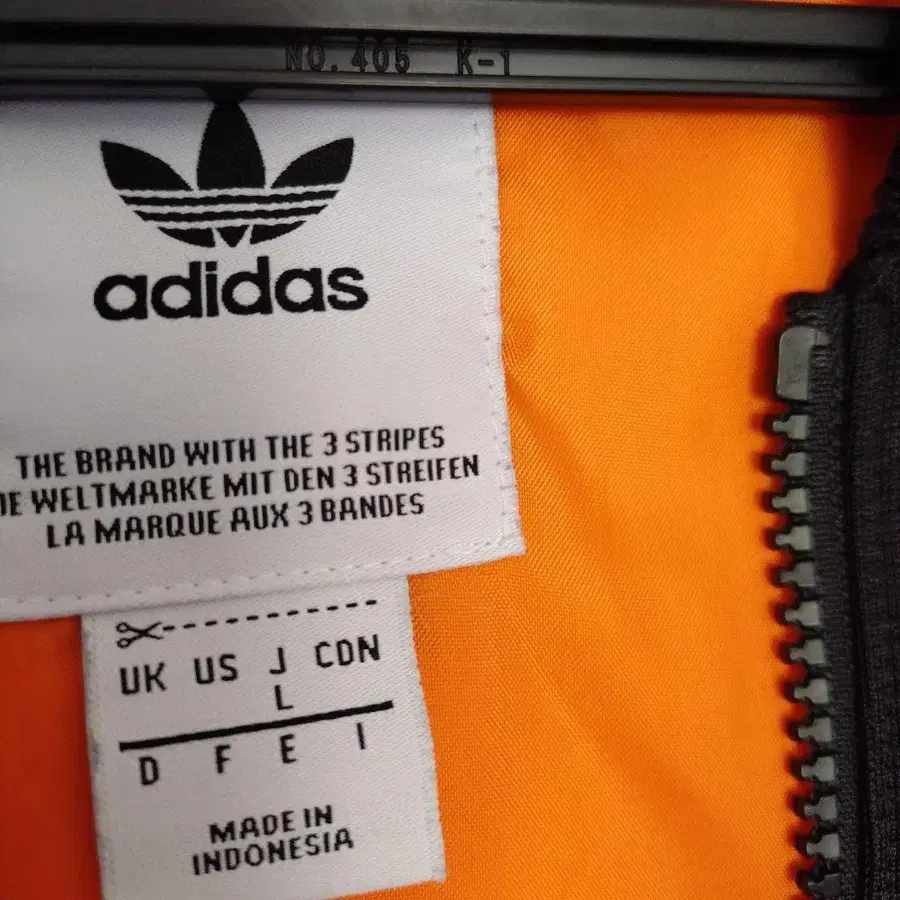 NO. 405 K-1
adidas
THE BRAND WITH THE 3 STRIPES
WELTMARKE MIT DEN 3 STREIFEN
LA MARQUE AUX 3 BANDES
UK US J CDN
L
D F E I
MADE IN
INDONESIA